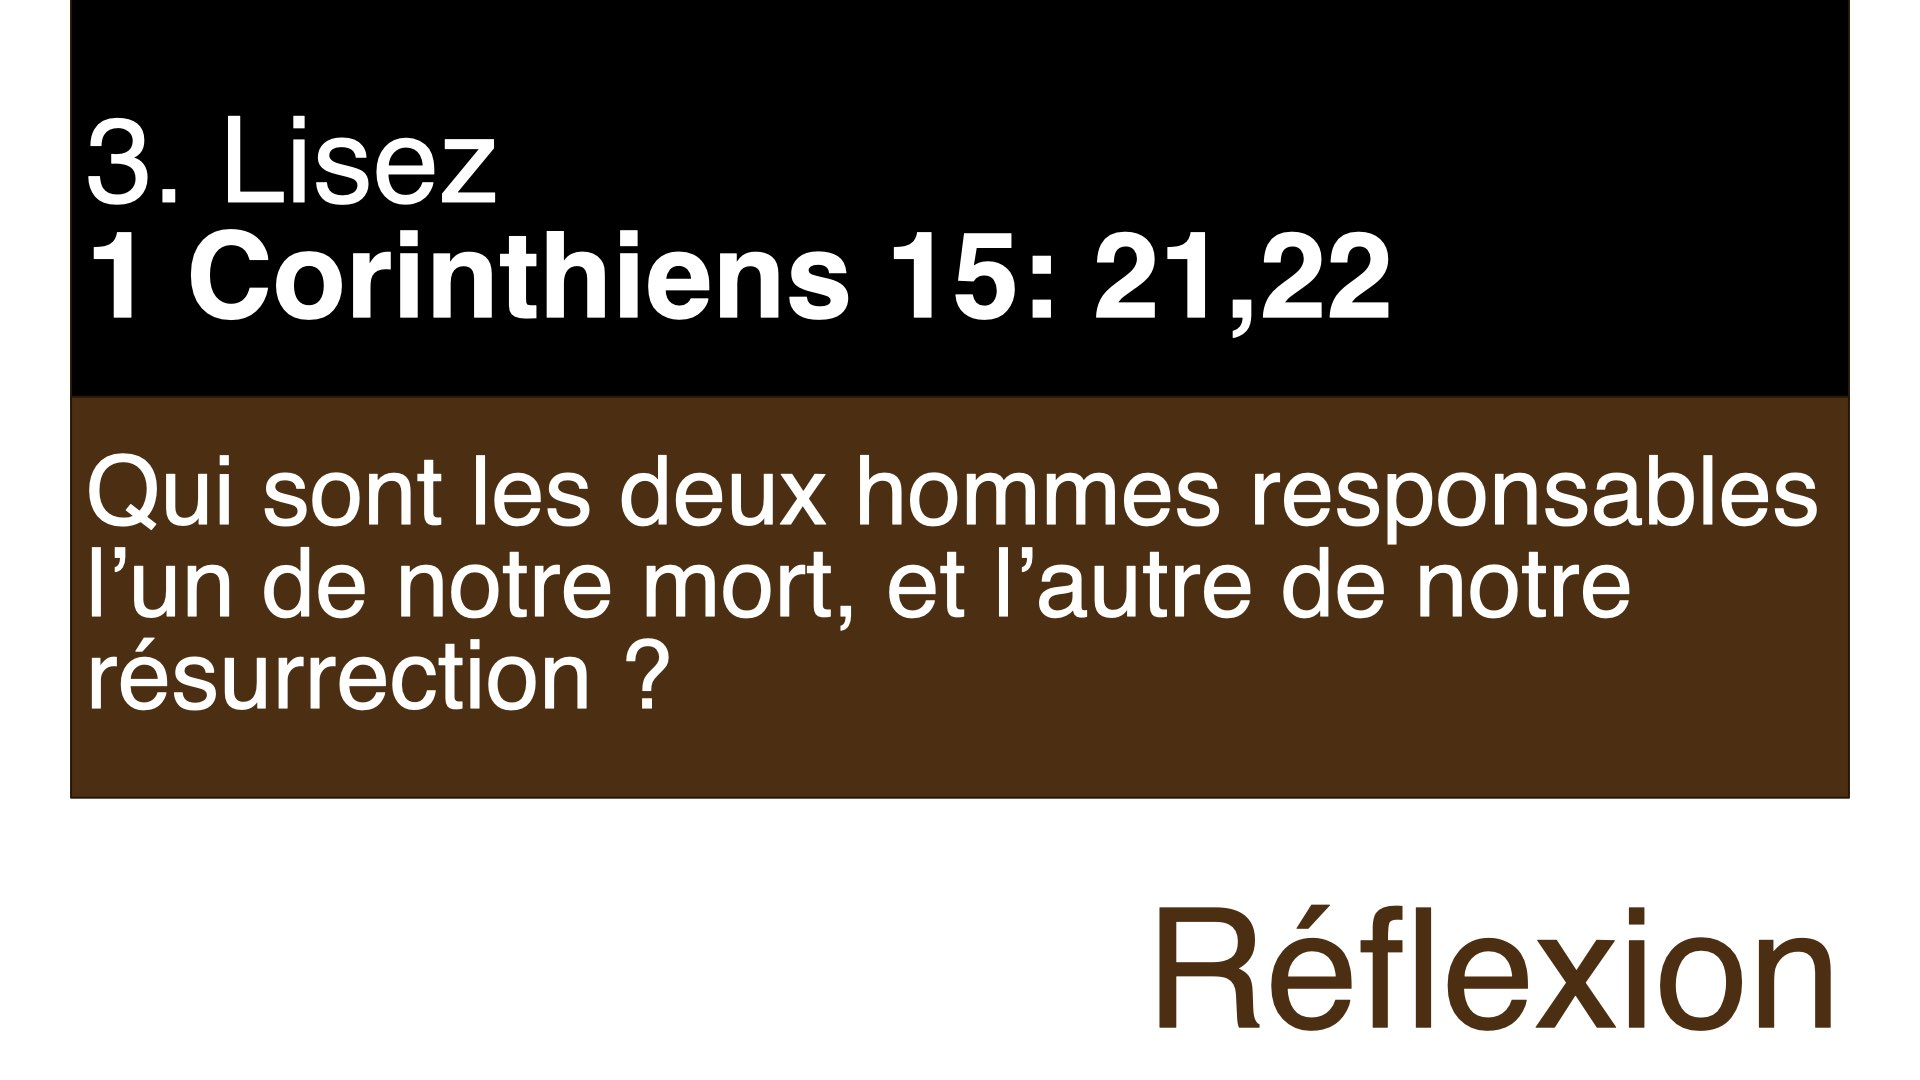 3. Lisez
1 Corinthiens 15: 21,22
Qui sont les deux hommes responsables
l’un de notre mort, et l’autre de notre
résurrection ?
Réflexion